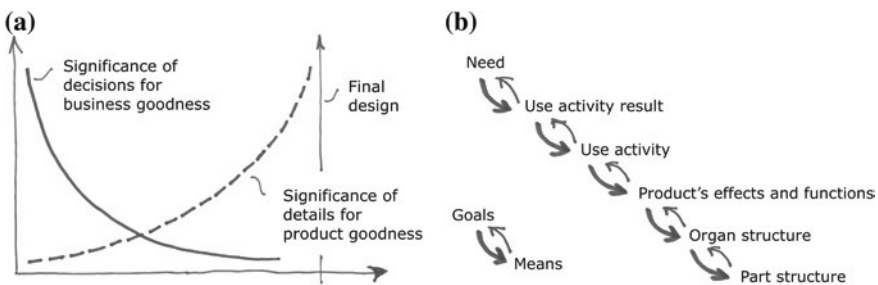 (a)
Significance of
decisions for
business goodness
Final
design
Significance of
details for
product goodness
(b)
Need
Use activity result
Use activity
Product's effects and functions
Organ structure
Part structure
Goals
Means